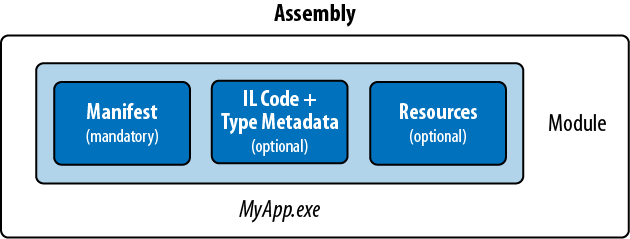 Assembly
Manifest
(mandatory)
IL Code +
Type Metadata
(optional)
Resources
(optional)
Module
MyApp.exe